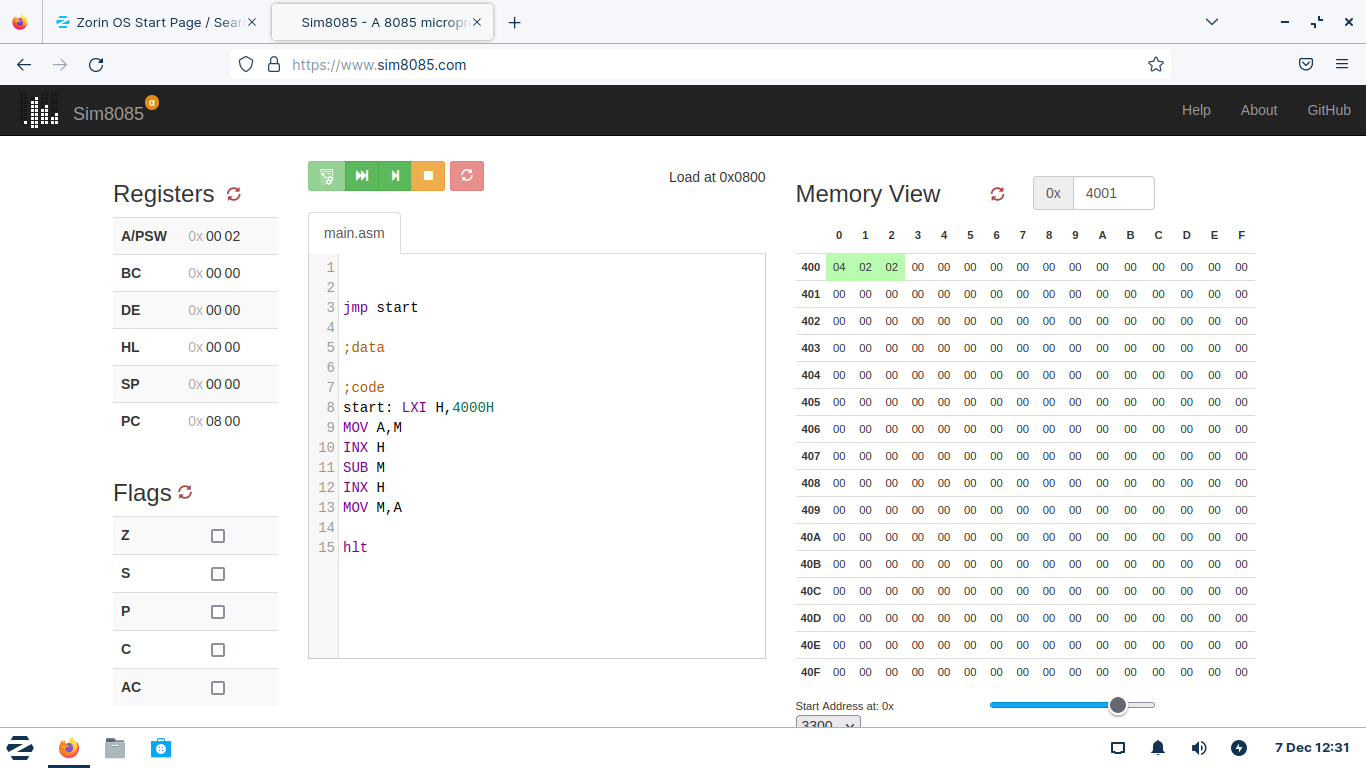 Zorin OS Start Page / Sear
Sim8085 - A 8085 micropr
https://www.sim8085.com
Sim8085 α
Help About GitHub
Load at 0x0800
Registers
A/PSW 0x 00 02
BC 0x 00 00
DE 0x 00 00
HL 0x 00 00
SP 0x 00 00
PC 0x 08 00
Flags
Z
S
P
C
AC
main.asm
1
2
3 jmp start
4
5 ;data
6
7 ;code
8 start: LXI H,4000H
9 MOV A,M
10 INX H
11 SUB M
12 INX H
13 MOV M,A
14
15 hlt
Memory View 0x 4001
0 1 2 3 4 5 6 7 8 9 A B C D E F
400 04 02 02 00 00 00 00 00 00 00 00 00 00 00 00 00
401 00 00 00 00 00 00 00 00 00 00 00 00 00 00 00 00
402 00 00 00 00 00 00 00 00 00 00 00 00 00 00 00 00
403 00 00 00 00 00 00 00 00 00 00 00 00 00 00 00 00
404 00 00 00 00 00 00 00 00 00 00 00 00 00 00 00 00
405 00 00 00 00 00 00 00 00 00 00 00 00 00 00 00 00
406 00 00 00 00 00 00 00 00 00 00 00 00 00 00 00 00
407 00 00 00 00 00 00 00 00 00 00 00 00 00 00 00 00
408 00 00 00 00 00 00 00 00 00 00 00 00 00 00 00 00
409 00 00 00 00 00 00 00 00 00 00 00 00 00 00 00 00
40A 00 00 00 00 00 00 00 00 00 00 00 00 00 00 00 00
40B 00 00 00 00 00 00 00 00 00 00 00 00 00 00 00 00
40C 00 00 00 00 00 00 00 00 00 00 00 00 00 00 00 00
40D 00 00 00 00 00 00 00 00 00 00 00 00 00 00 00 00
40E 00 00 00 00 00 00 00 00 00 00 00 00 00 00 00 00
40F 00 00 00 00 00 00 00 00 00 00 00 00 00 00 00 00
Start Address at: 0x
3300
7 Dec 12:31